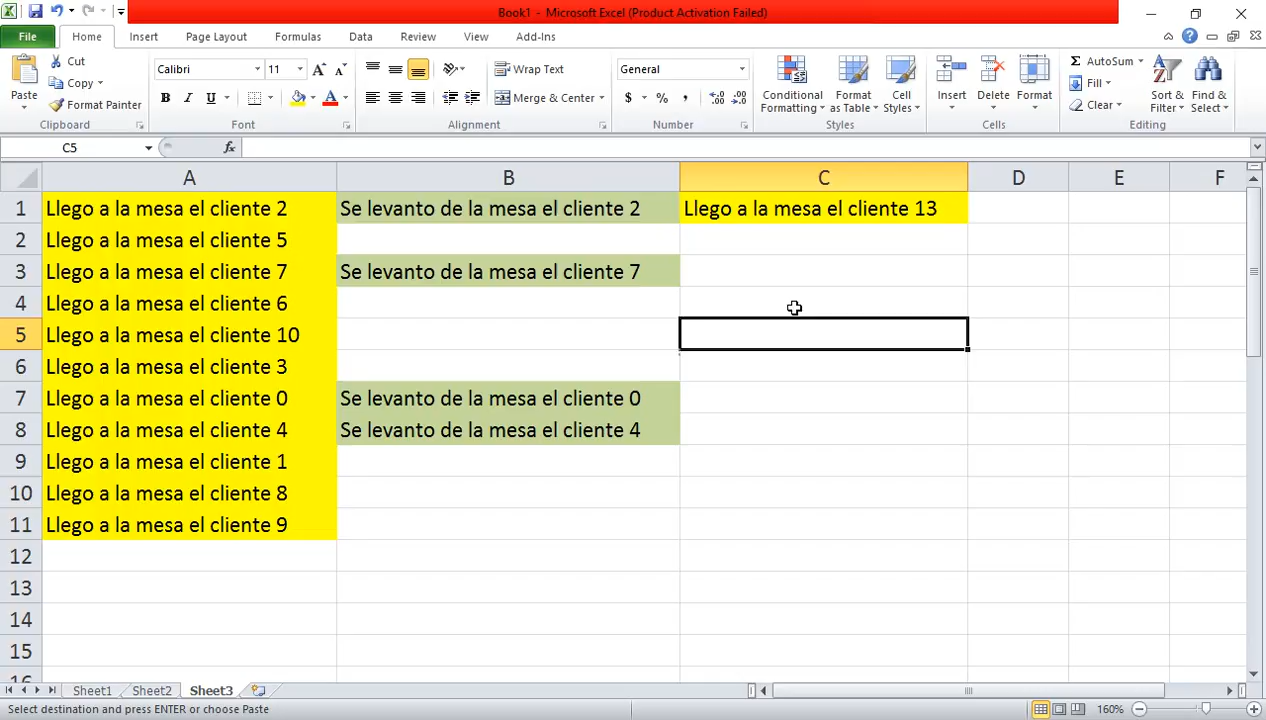 Book1 - Microsoft Excel (Product Activation Failed)
File Home Insert Page Layout Formulas Data Review View Add-Ins
Paste Cut Copy Format Painter
Calibri 11
B I U A
Wrap Text
Merge & Center
General
$ % ,
Conditional Formatting Format as Table Cell Styles
Insert Delete Format
Σ AutoSum
Fill
Clear
Sort & Filter Find & Select
Clipboard Font Alignment Number Styles Cells Editing
C5 fx
A B C D E F
1 Llego a la mesa el cliente 2 Se levanto de la mesa el cliente 2 Llego a la mesa el cliente 13
2 Llego a la mesa el cliente 5
3 Llego a la mesa el cliente 7 Se levanto de la mesa el cliente 7
4 Llego a la mesa el cliente 6
5 Llego a la mesa el cliente 10
6 Llego a la mesa el cliente 3
7 Llego a la mesa el cliente 0 Se levanto de la mesa el cliente 0
8 Llego a la mesa el cliente 4 Se levanto de la mesa el cliente 4
9 Llego a la mesa el cliente 1
10 Llego a la mesa el cliente 8
11 Llego a la mesa el cliente 9
12
13
14
15
16
Sheet1 Sheet2 Sheet3
Select destination and press ENTER or choose Paste 160%